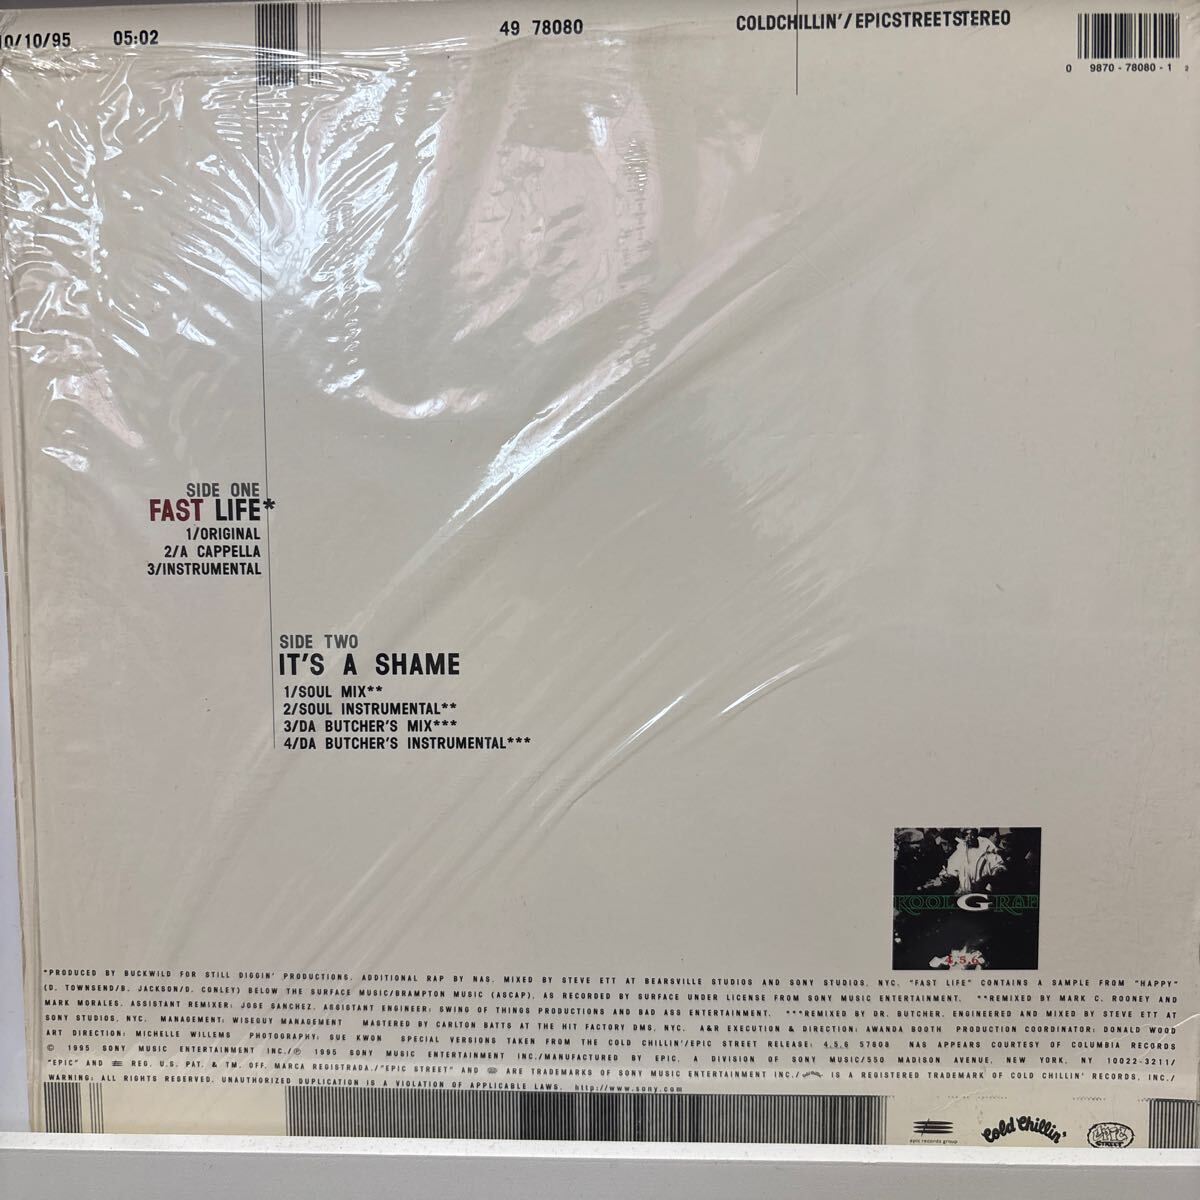 10/10/95 05:02 49 78080 COLDCHILLIN'/EPICSTREETSTEREO
0 9870 - 78080 - 1 2
SIDE ONE
FAST LIFE*
1/ORIGINAL
2/A CAPPELLA
3/INSTRUMENTAL
SIDE TWO
IT'S A SHAME
1/SOUL MIX**
2/SOUL INSTRUMENTAL**
3/DA BUTCHER'S MIX***
4/DA BUTCHER'S INSTRUMENTAL***
KOOL G RAP
4,5,6
*PRODUCED BY BUCKWILD FOR STILL DIGGIN' PRODUCTIONS. ADDITIONAL RAP BY NAS. MIXED BY STEVE ETT AT BEARSVILLE STUDIOS AND SONY STUDIOS, NYC. "FAST LIFE" CONTAINS A SAMPLE FROM "HAPPY"
(D. TOWNSEND/B. JACKSON/D. CONLEY) BELOW THE SURFACE MUSIC/BRAMPTON MUSIC (ASCAP), AS RECORDED BY SURFACE UNDER LICENSE FROM SONY MUSIC ENTERTAINMENT. **REMIXED BY MARK C. ROONEY AND
MARK MORALES. ASSISTANT REMIXER: JOSE SANCHEZ. ASSISTANT ENGINEER: SWING OF THINGS PRODUCTIONS AND BAD ASS ENTERTAINMENT. ***REMIXED BY DR. BUTCHER. ENGINEERED AND MIXED BY STEVE ETT AT
SONY STUDIOS, NYC. MANAGEMENT: WISEGUY MANAGEMENT MASTERED BY CARLTON BATTS AT THE HIT FACTORY DMS, NYC. A&R EXECUTION & DIRECTION: AWANDA BOOTH PRODUCTION COORDINATOR: DONALD WOOD
ART DIRECTION: MICHELLE WILLEMS PHOTOGRAPHY: SUE KWON SPECIAL VERSIONS TAKEN FROM THE COLD CHILLIN'/EPIC STREET RELEASE: 4,5,6 57808 NAS APPEARS COURTESY OF COLUMBIA RECORDS
© 1995 SONY MUSIC ENTERTAINMENT INC./℗ 1995 SONY MUSIC ENTERTAINMENT INC./MANUFACTURED BY EPIC, A DIVISION OF SONY MUSIC/550 MADISON AVENUE, NEW YORK, NY 10022-3211/
"EPIC" AND REG. U.S. PAT. & TM. OFF. MARCA REGISTRADA./"EPIC STREET" AND ARE TRADEMARKS OF SONY MUSIC ENTERTAINMENT INC./ IS A REGISTERED TRADEMARK OF COLD CHILLIN' RECORDS, INC./
WARNING: ALL RIGHTS RESERVED. UNAUTHORIZED DUPLICATION IS A VIOLATION OF APPLICABLE LAWS. http://www.sony.com
epic records group Cold Chillin' EPIC STREET